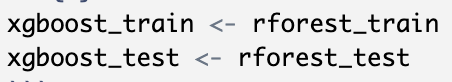 xgboost_train <- rforest_train
xgboost_test <- rforest_test